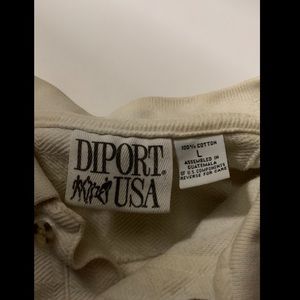 DIPORT®
USA
100% COTTON
L
ASSEMBLED IN
GUATEMALA
OF U.S. COMPONENTS
REVERSE FOR CARE